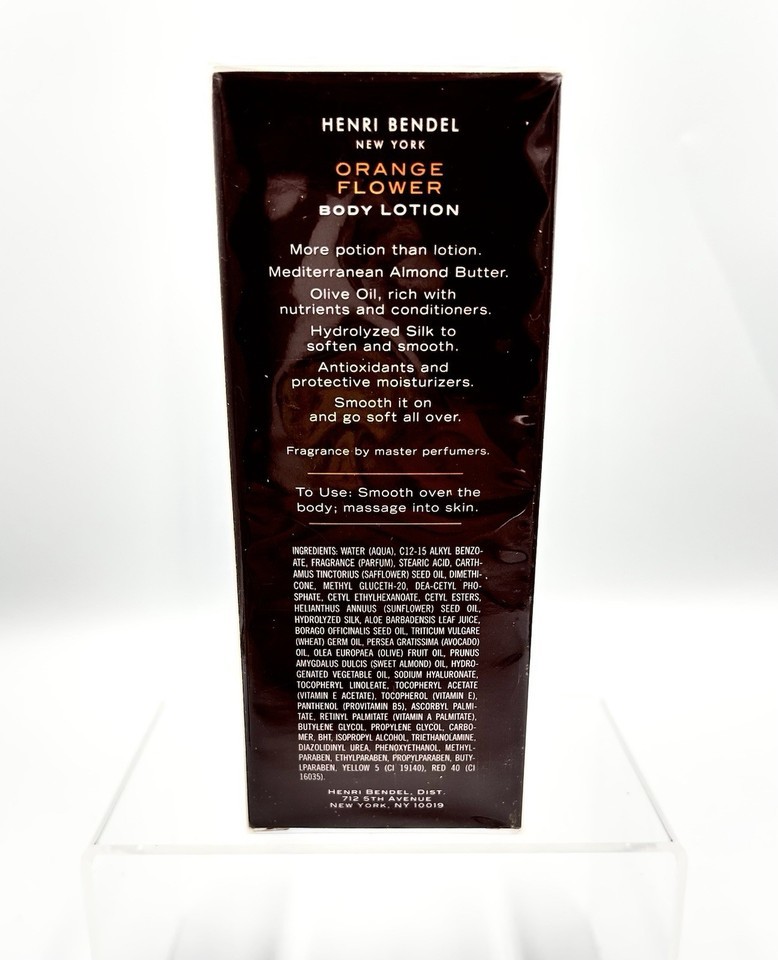 HENRI BENDEL
NEW YORK
ORANGE
FLOWER
BODY LOTION
More potion than lotion.
Mediterranean Almond Butter.
Olive Oil, rich with
nutrients and conditioners.
Hydrolyzed Silk to
soften and smooth.
Antioxidants and
protective moisturizers.
Smooth it on
and go soft all over.
Fragrance by master perfumers.
To Use: Smooth over the
body; massage into skin.
INGREDIENTS: WATER (AQUA), C12-15 ALKYL BENZO-
ATE, FRAGRANCE (PARFUM), STEARIC ACID, CARTH-
AMUS TINCTORIUS (SAFFLOWER) SEED OIL, DIMETHI-
CONE, METHYL GLUCETH-20, DEA-CETYL PHO-
SPHATE, CETYL ETHYLHEXANOATE, CETYL ESTERS,
HELIANTHUS ANNUUS (SUNFLOWER) SEED OIL,
HYDROLYZED SILK, ALOE BARBADENSIS LEAF JUICE,
BORAGO OFFICINALIS SEED OIL, TRITICUM VULGARE
(WHEAT) GERM OIL, PERSEA GRATISSIMA (AVOCADO)
OIL, OLEA EUROPAEA (OLIVE) FRUIT OIL, PRUNUS
AMYGDALUS DULCIS (SWEET ALMOND) OIL, HYDRO-
GENATED VEGETABLE OIL, SODIUM HYALURONATE,
TOCOPHERYL LINOLEATE, TOCOPHERYL ACETATE
(VITAMIN E ACETATE), TOCOPHEROL (VITAMIN E),
PANTHENOL (PROVITAMIN B5), ASCORBYL PALMI-
TATE, RETINYL PALMITATE (VITAMIN A PALMITATE),
BUTYLENE GLYCOL, PROPYLENE GLYCOL, CARBO-
MER, BHT, ISOPROPYL ALCOHOL, TRIETHANOLAMINE,
DIAZOLIDINYL UREA, PHENOXYETHANOL, METHYL-
PARABEN, ETHYLPARABEN, PROPYLPARABEN, BUTY-
LPARABEN, YELLOW 5 (CI 19140), RED 40 (CI
16035).
HENRI BENDEL, DIST.
712 5TH AVENUE
NEW YORK, NY 10019